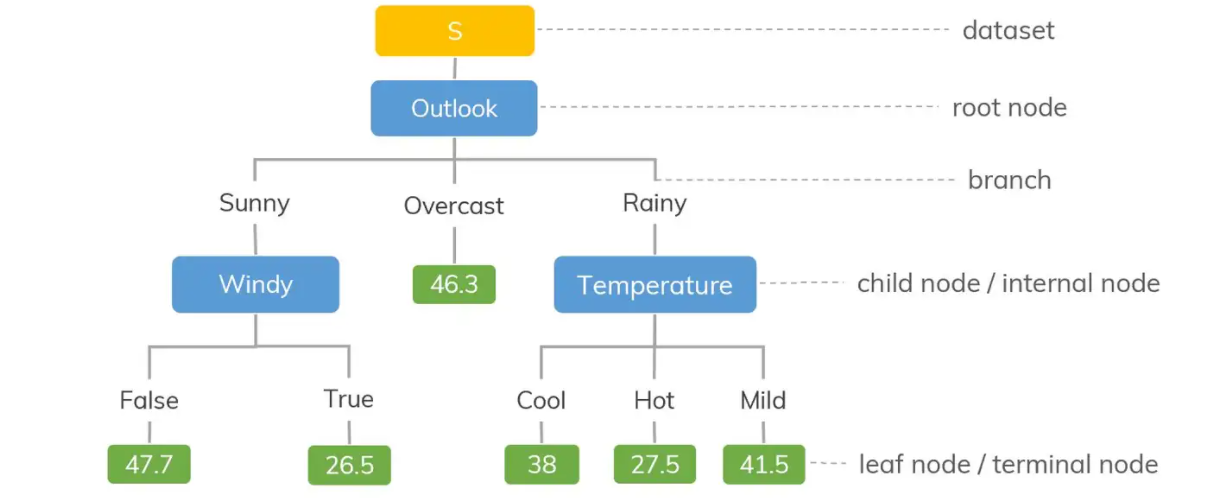 S
dataset
Outlook
root node
branch
Sunny
Overcast
Rainy
Windy
46.3
Temperature
child node / internal node
False
True
Cool
Hot
Mild
47.7
26.5
38
27.5
41.5
leaf node / terminal node